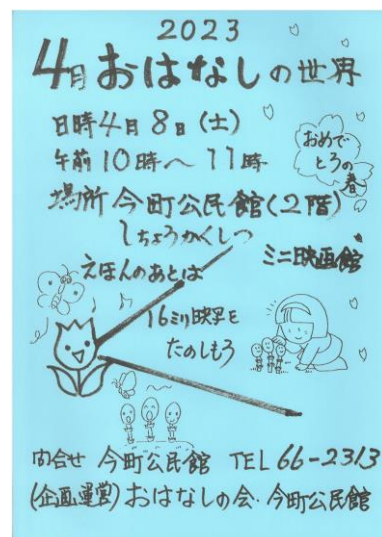 2023
4月おはなしの世界
日時4月8日(土)
午前10時〜11時
おめで
とうの
春
場所 今町公民館(2階)
しちょうかくしつ
ミニ映画館
えほんのあとは
16ミリ映写を
たのしもう
問合せ 今町公民館 TEL 66-2313
(企画運営)おはなしの会・今町公民館